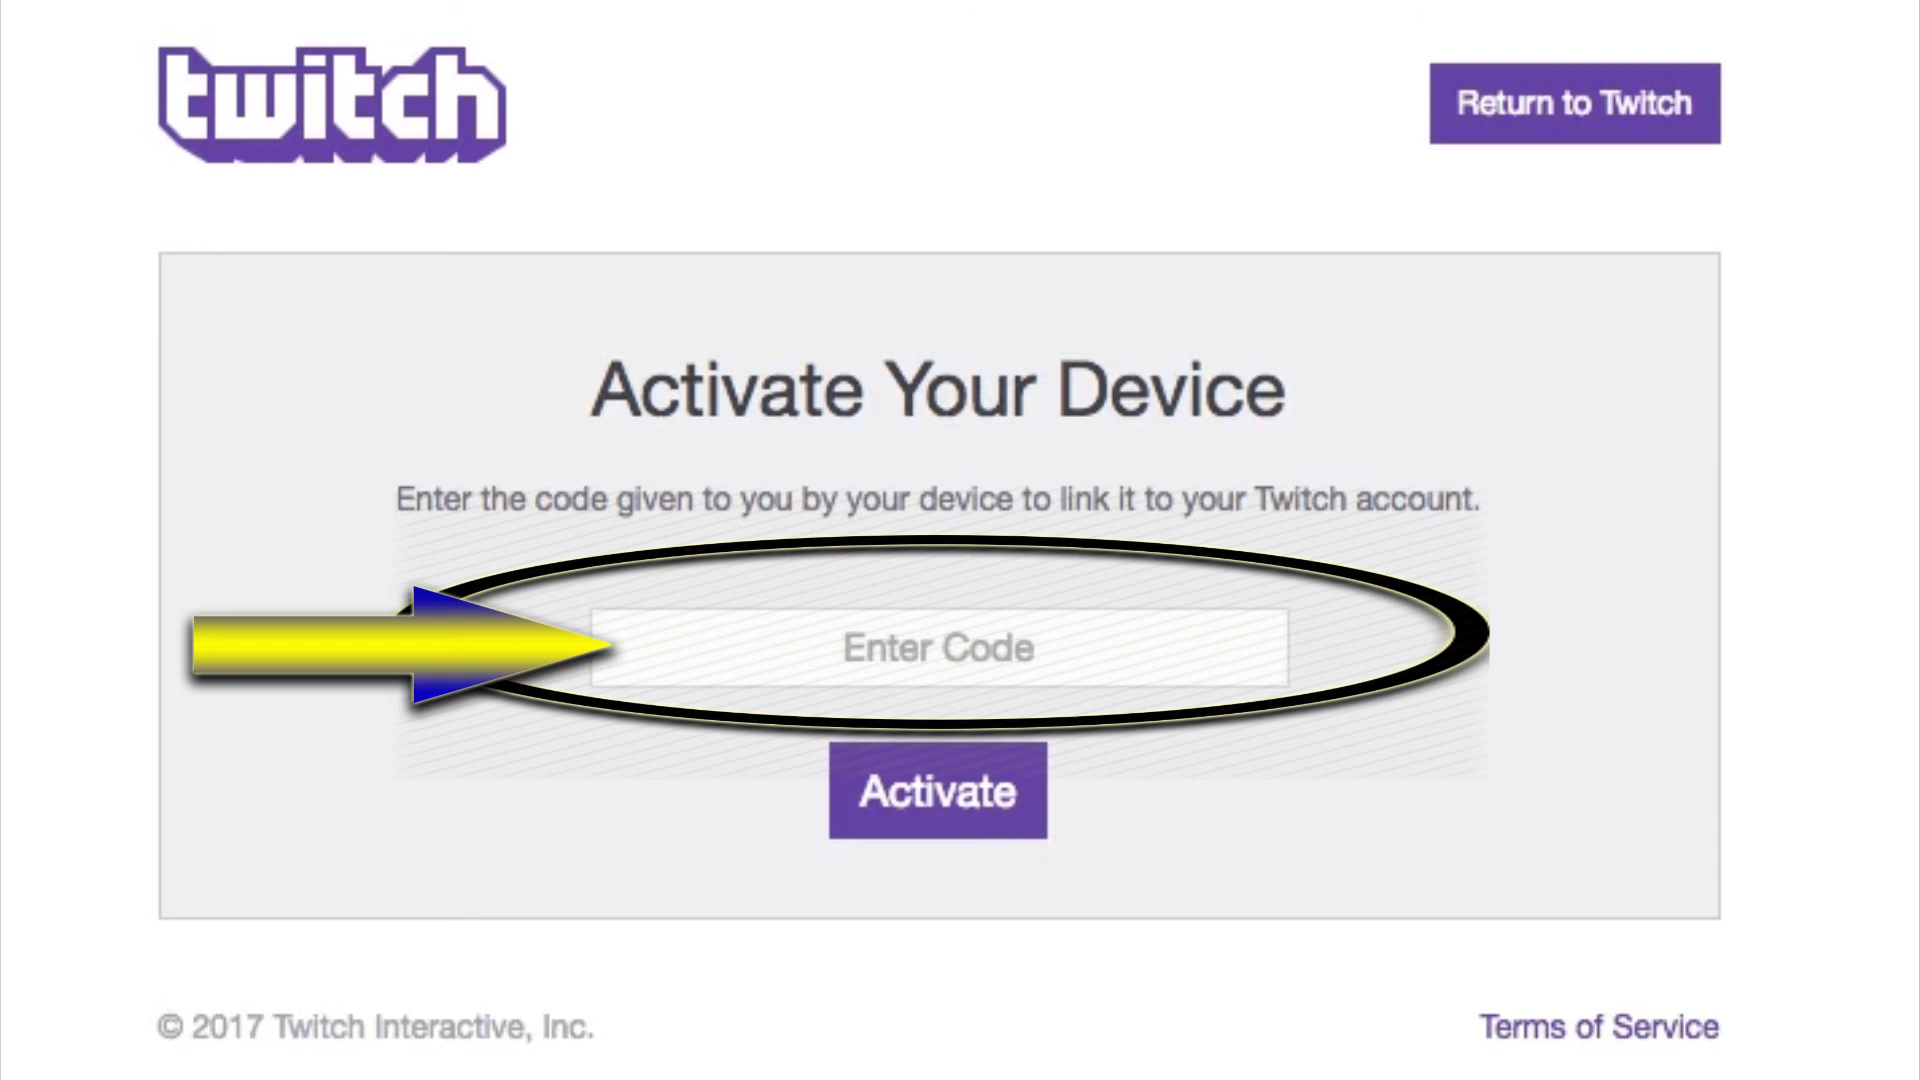 twitch
Return to Twitch
Activate Your Device
Enter the code given to you by your device to link it to your Twitch account.
Enter Code
Activate
© 2017 Twitch Interactive, Inc.
Terms of Service